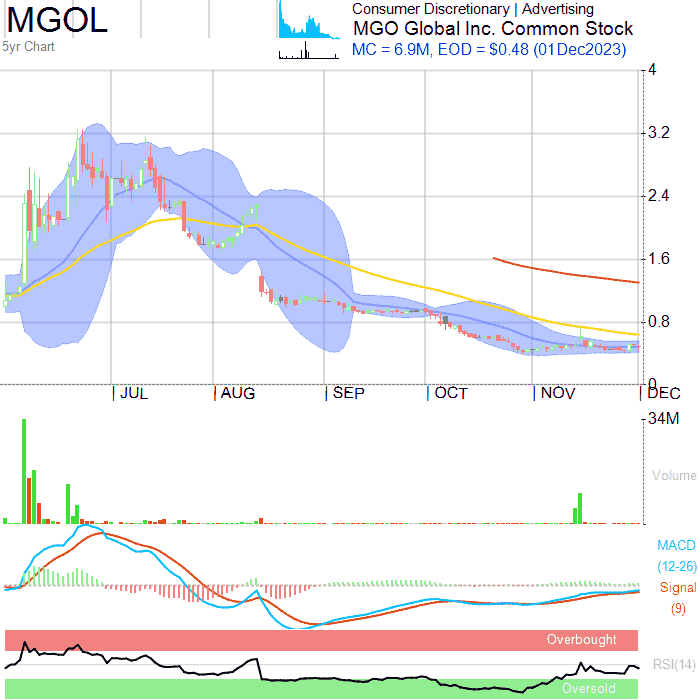 MGOL
5yr Chart
Consumer Discretionary | Advertising
MGO Global Inc. Common Stock
MC = 6.9M, EOD = $0.48 (01Dec2023)
4
3.2
2.4
1.6
0.8
0
JUL
AUG
SEP
OCT
NOV
DEC
34M
Volume
MACD
(12-26)
Signal
(9)
Overbought
RSI(14)
Oversold